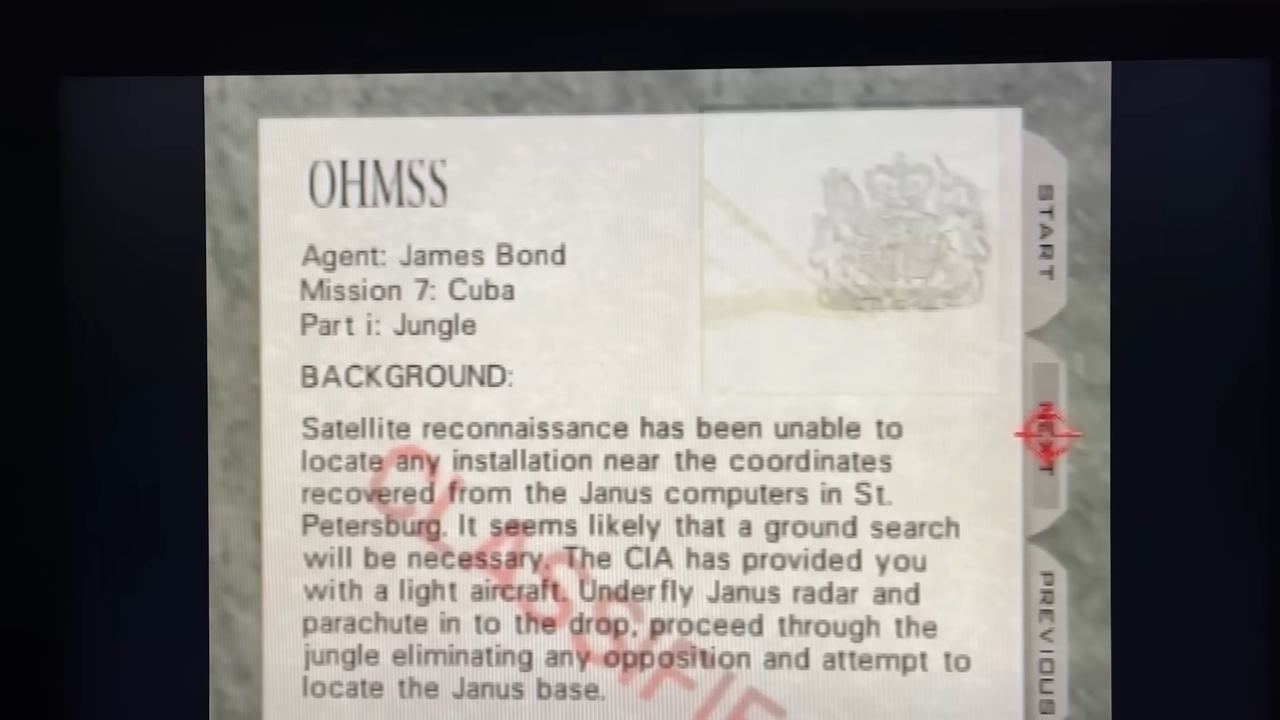 OHMSS
Agent: James Bond
Mission 7: Cuba
Part i: Jungle
BACKGROUND:
Satellite reconnaissance has been unable to
locate any installation near the coordinates
recovered from the Janus computers in St.
Petersburg. It seems likely that a ground search
will be necessary. The CIA has provided you
with a light aircraft. Underfly Janus radar and
parachute in to the drop, proceed through the
jungle eliminating any opposition and attempt to
locate the Janus base.
CLASSIFIE
START
NEXT
PREVIOUS